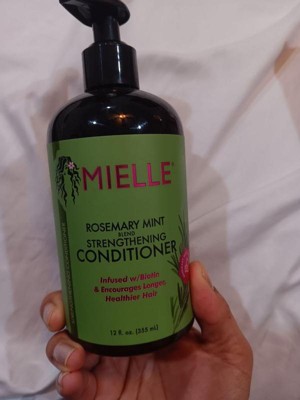 MIELLE
ROSEMARY MINT
BLEND
STRENGTHENING
CONDITIONER
Infused w/Biotin
& Encourages Longer,
Healthier Hair
12 fl. oz. (355 mL)